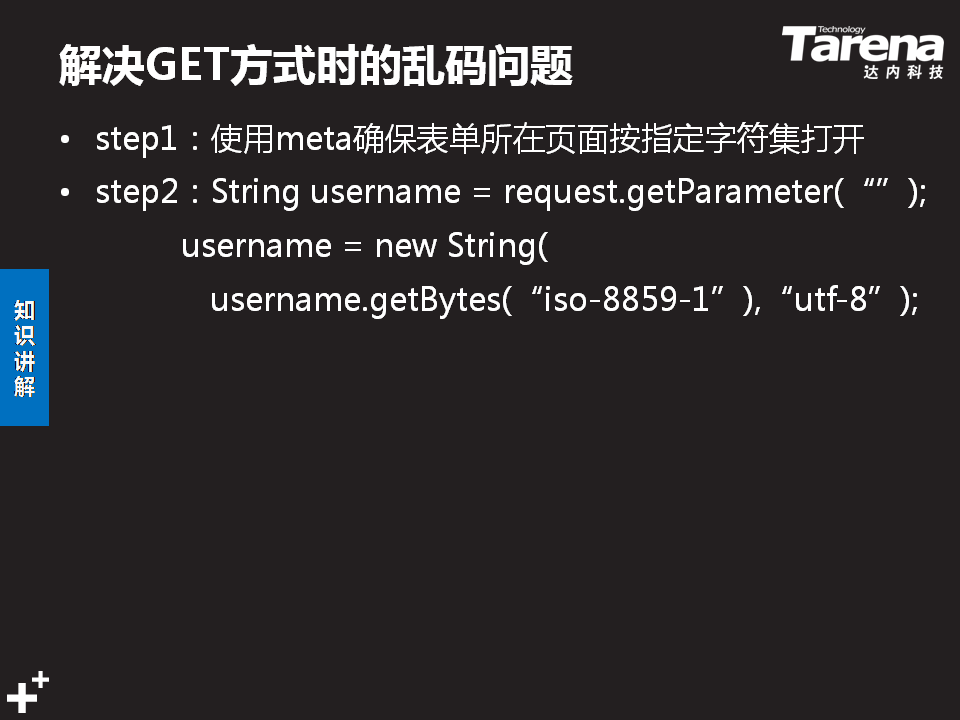 解决GET方式时的乱码问题
Technology
Tarena
达内科技
• step1：使用meta确保表单所在页面按指定字符集打开
• step2：String username = request.getParameter(“”);
username = new String(
username.getBytes(“iso-8859-1”),“utf-8”);
知识讲解